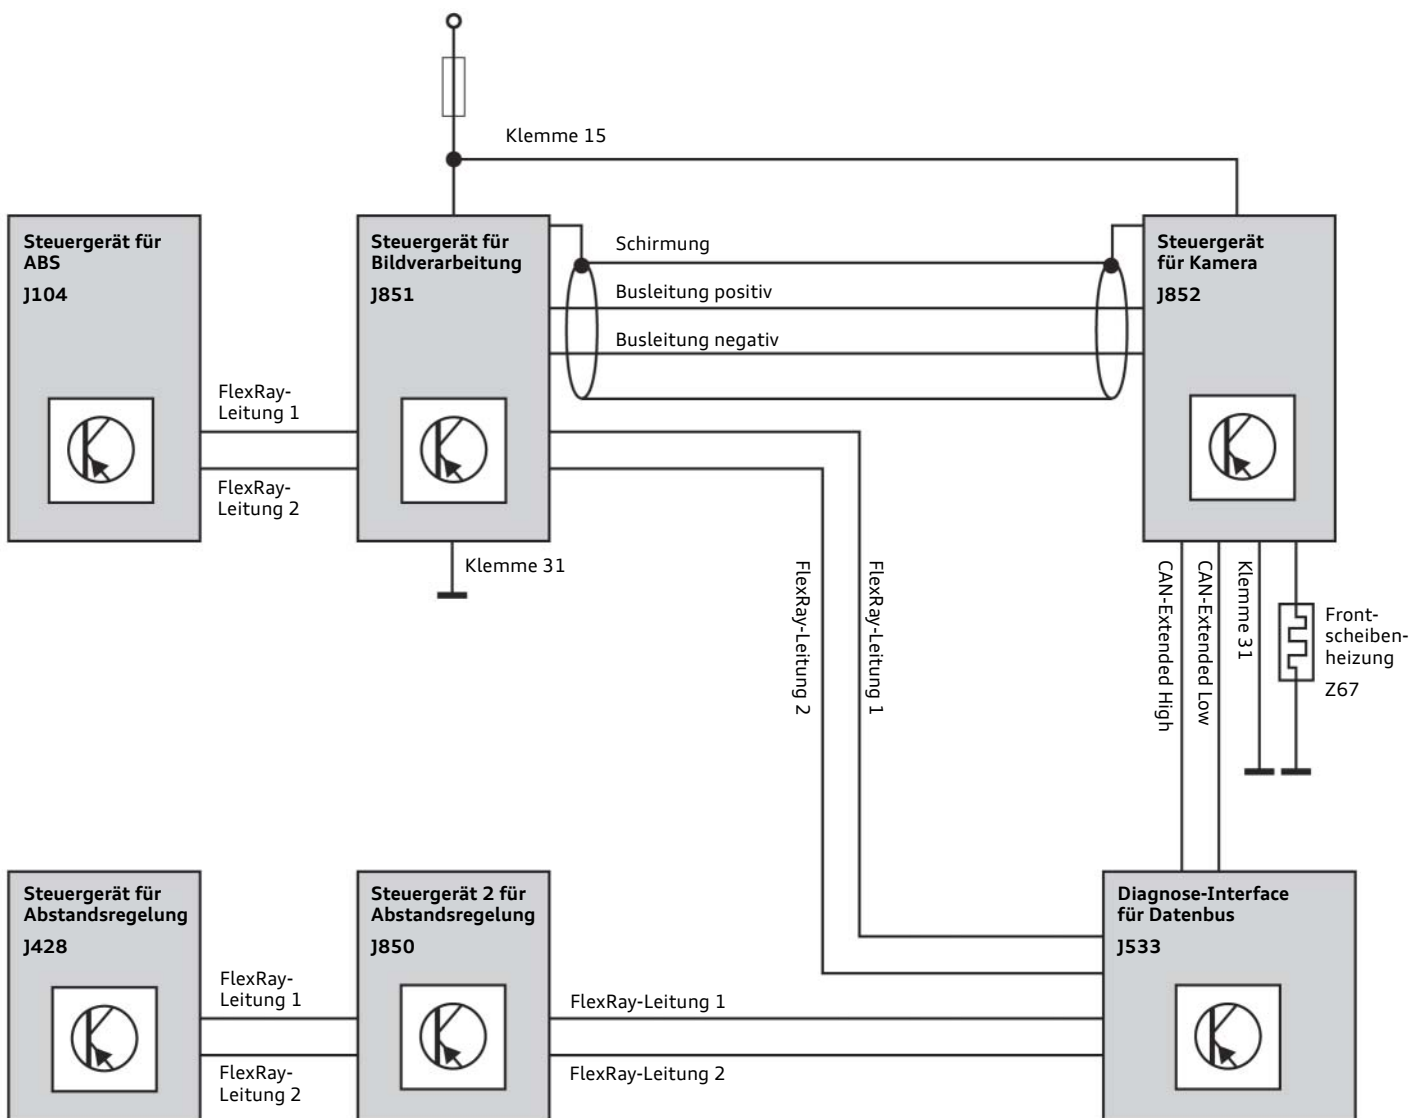 Klemme 15
Steuergerät für
ABS
J104
Steuergerät für
Bildverarbeitung
J851
Schirmung
Busleitung positiv
Busleitung negativ
Steuergerät
für Kamera
J852
FlexRay-
Leitung 1
FlexRay-
Leitung 2
Klemme 31
FlexRay-Leitung 2
FlexRay-Leitung 1
CAN-Extended High
CAN-Extended Low
Klemme 31
Front-
scheiben-
heizung
Z67
Steuergerät für
Abstandsregelung
J428
Steuergerät 2 für
Abstandsregelung
J850
Diagnose-Interface
für Datenbus
J533
FlexRay-
Leitung 1
FlexRay-
Leitung 2
FlexRay-Leitung 1
FlexRay-Leitung 2